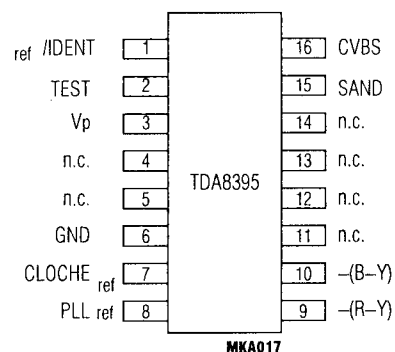 ref /IDENT 1 16 CVBS
TEST 2 15 SAND
Vp 3 14 n.c.
n.c. 4 13 n.c.
TDA8395
n.c. 5 12 n.c.
GND 6 11 n.c.
CLOCHE ref 7 10 –(B–Y)
PLL ref 8 9 –(R–Y)
MKA017